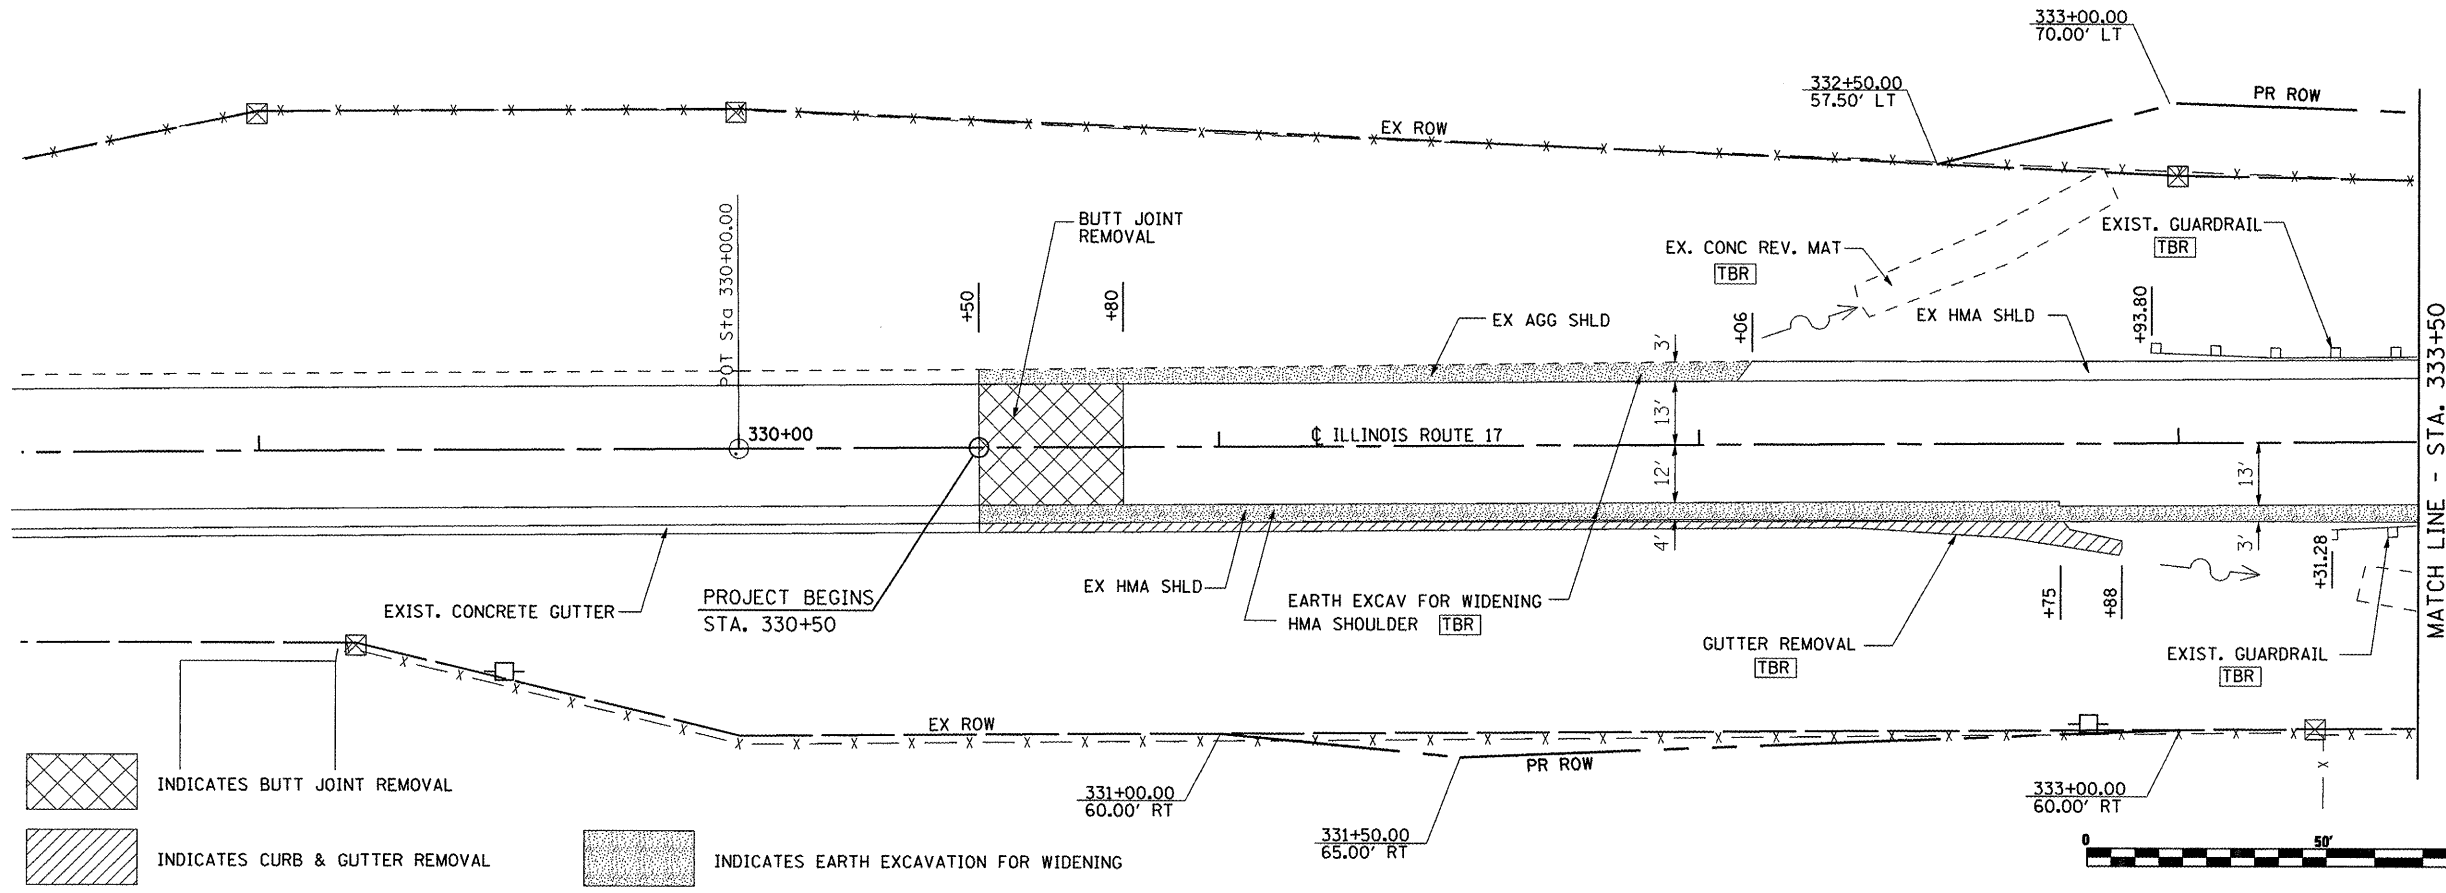 333+00.00
70.00' LT
332+50.00
57.50' LT
PR ROW
EX ROW
POT Sta 330+00.00
BUTT JOINT
REMOVAL
EXIST. GUARDRAIL
TBR
EX. CONC REV. MAT
TBR
+50
+80
+06
+93.80
EX AGG SHLD
EX HMA SHLD
3'
13'
330+00
℄ ILLINOIS ROUTE 17
12'
13'
4'
3'
MATCH LINE - STA. 333+50
EX HMA SHLD
EXIST. CONCRETE GUTTER
PROJECT BEGINS
STA. 330+50
EARTH EXCAV FOR WIDENING
HMA SHOULDER TBR
+75
+88
+31.28
GUTTER REMOVAL
TBR
EXIST. GUARDRAIL
TBR
EX ROW
PR ROW
331+00.00
60.00' RT
331+50.00
65.00' RT
333+00.00
60.00' RT
INDICATES BUTT JOINT REMOVAL
INDICATES CURB & GUTTER REMOVAL
INDICATES EARTH EXCAVATION FOR WIDENING
0
50'